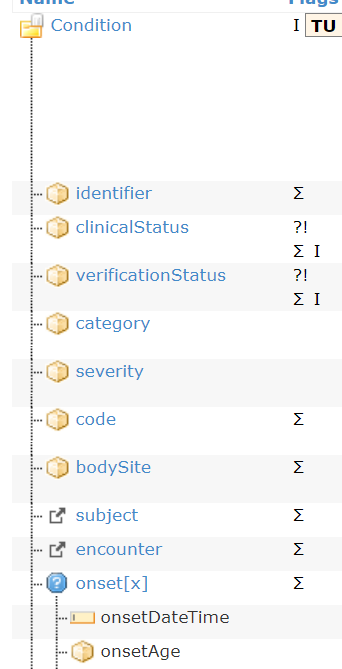 Name Flags
Condition I TU
identifier Σ
clinicalStatus ?!
Σ I
verificationStatus ?!
Σ I
category
severity
code Σ
bodySite Σ
subject Σ
encounter Σ
onset[x] Σ
onsetDateTime
onsetAge